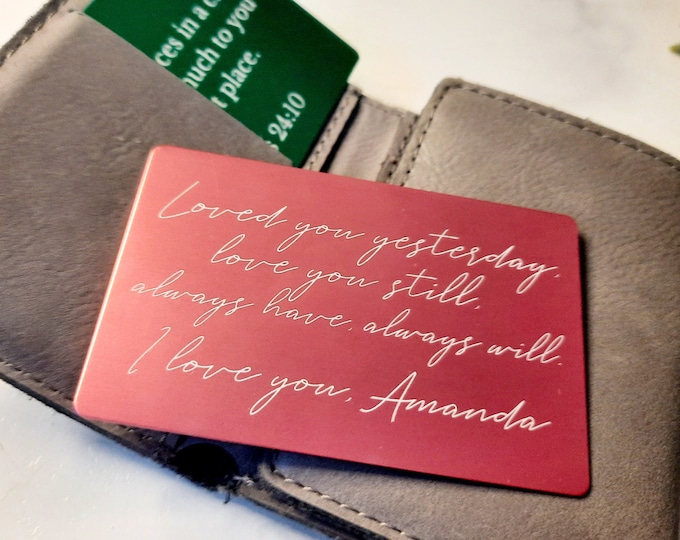 ces in a
much to you
place.
24:10
Loved you yesterday,
love you still,
always have, always will.
I love you, Amanda